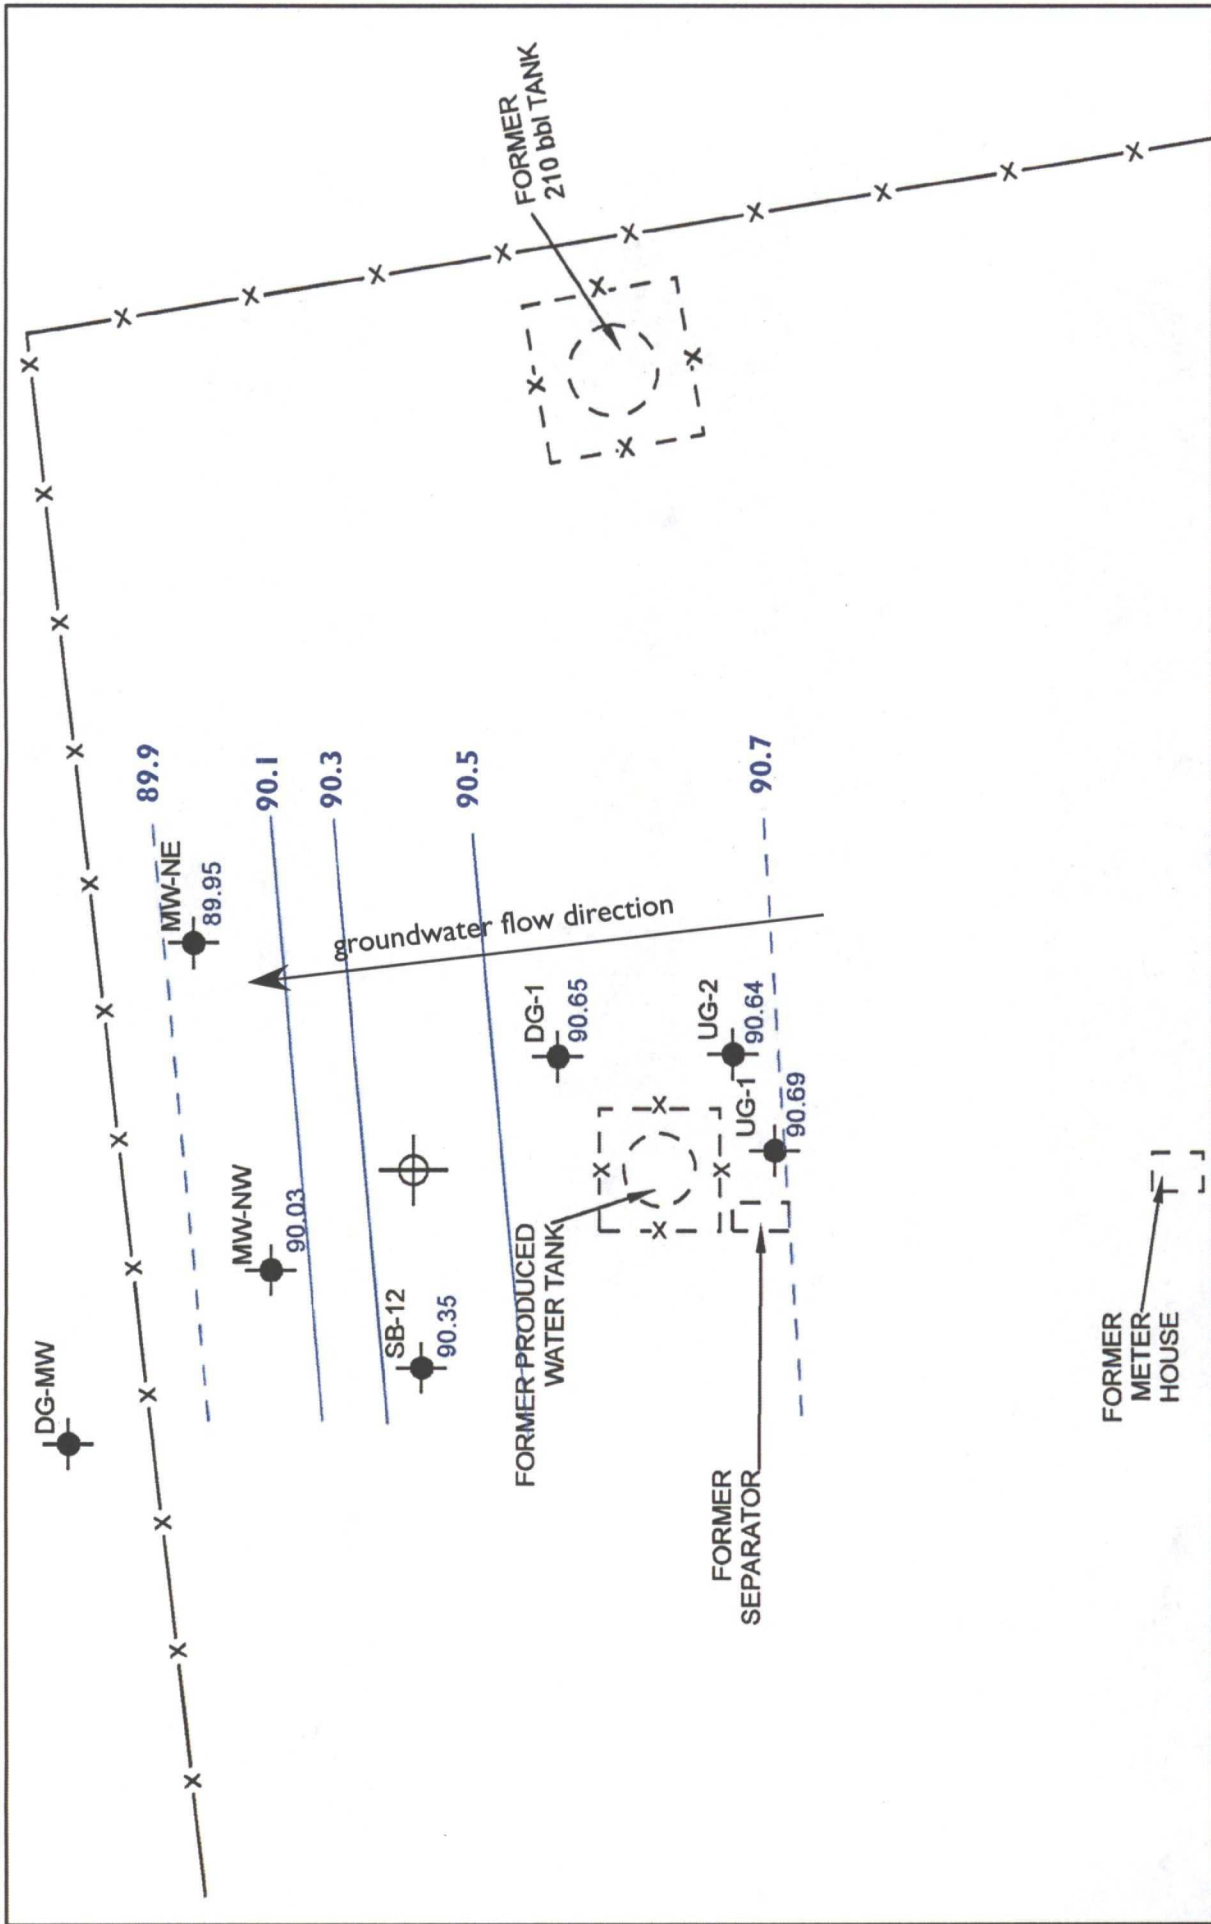 DG-MW
89.9
90.1
90.3
90.5
90.7
MW-NE
89.95
MW-NW
90.03
SB-12
90.35
groundwater flow direction
DG-1
90.65
UG-2
90.64
UG-1
90.69
FORMER
210 bbl TANK
FORMER PRODUCED
WATER TANK
FORMER
SEPARATOR
FORMER
METER
HOUSE